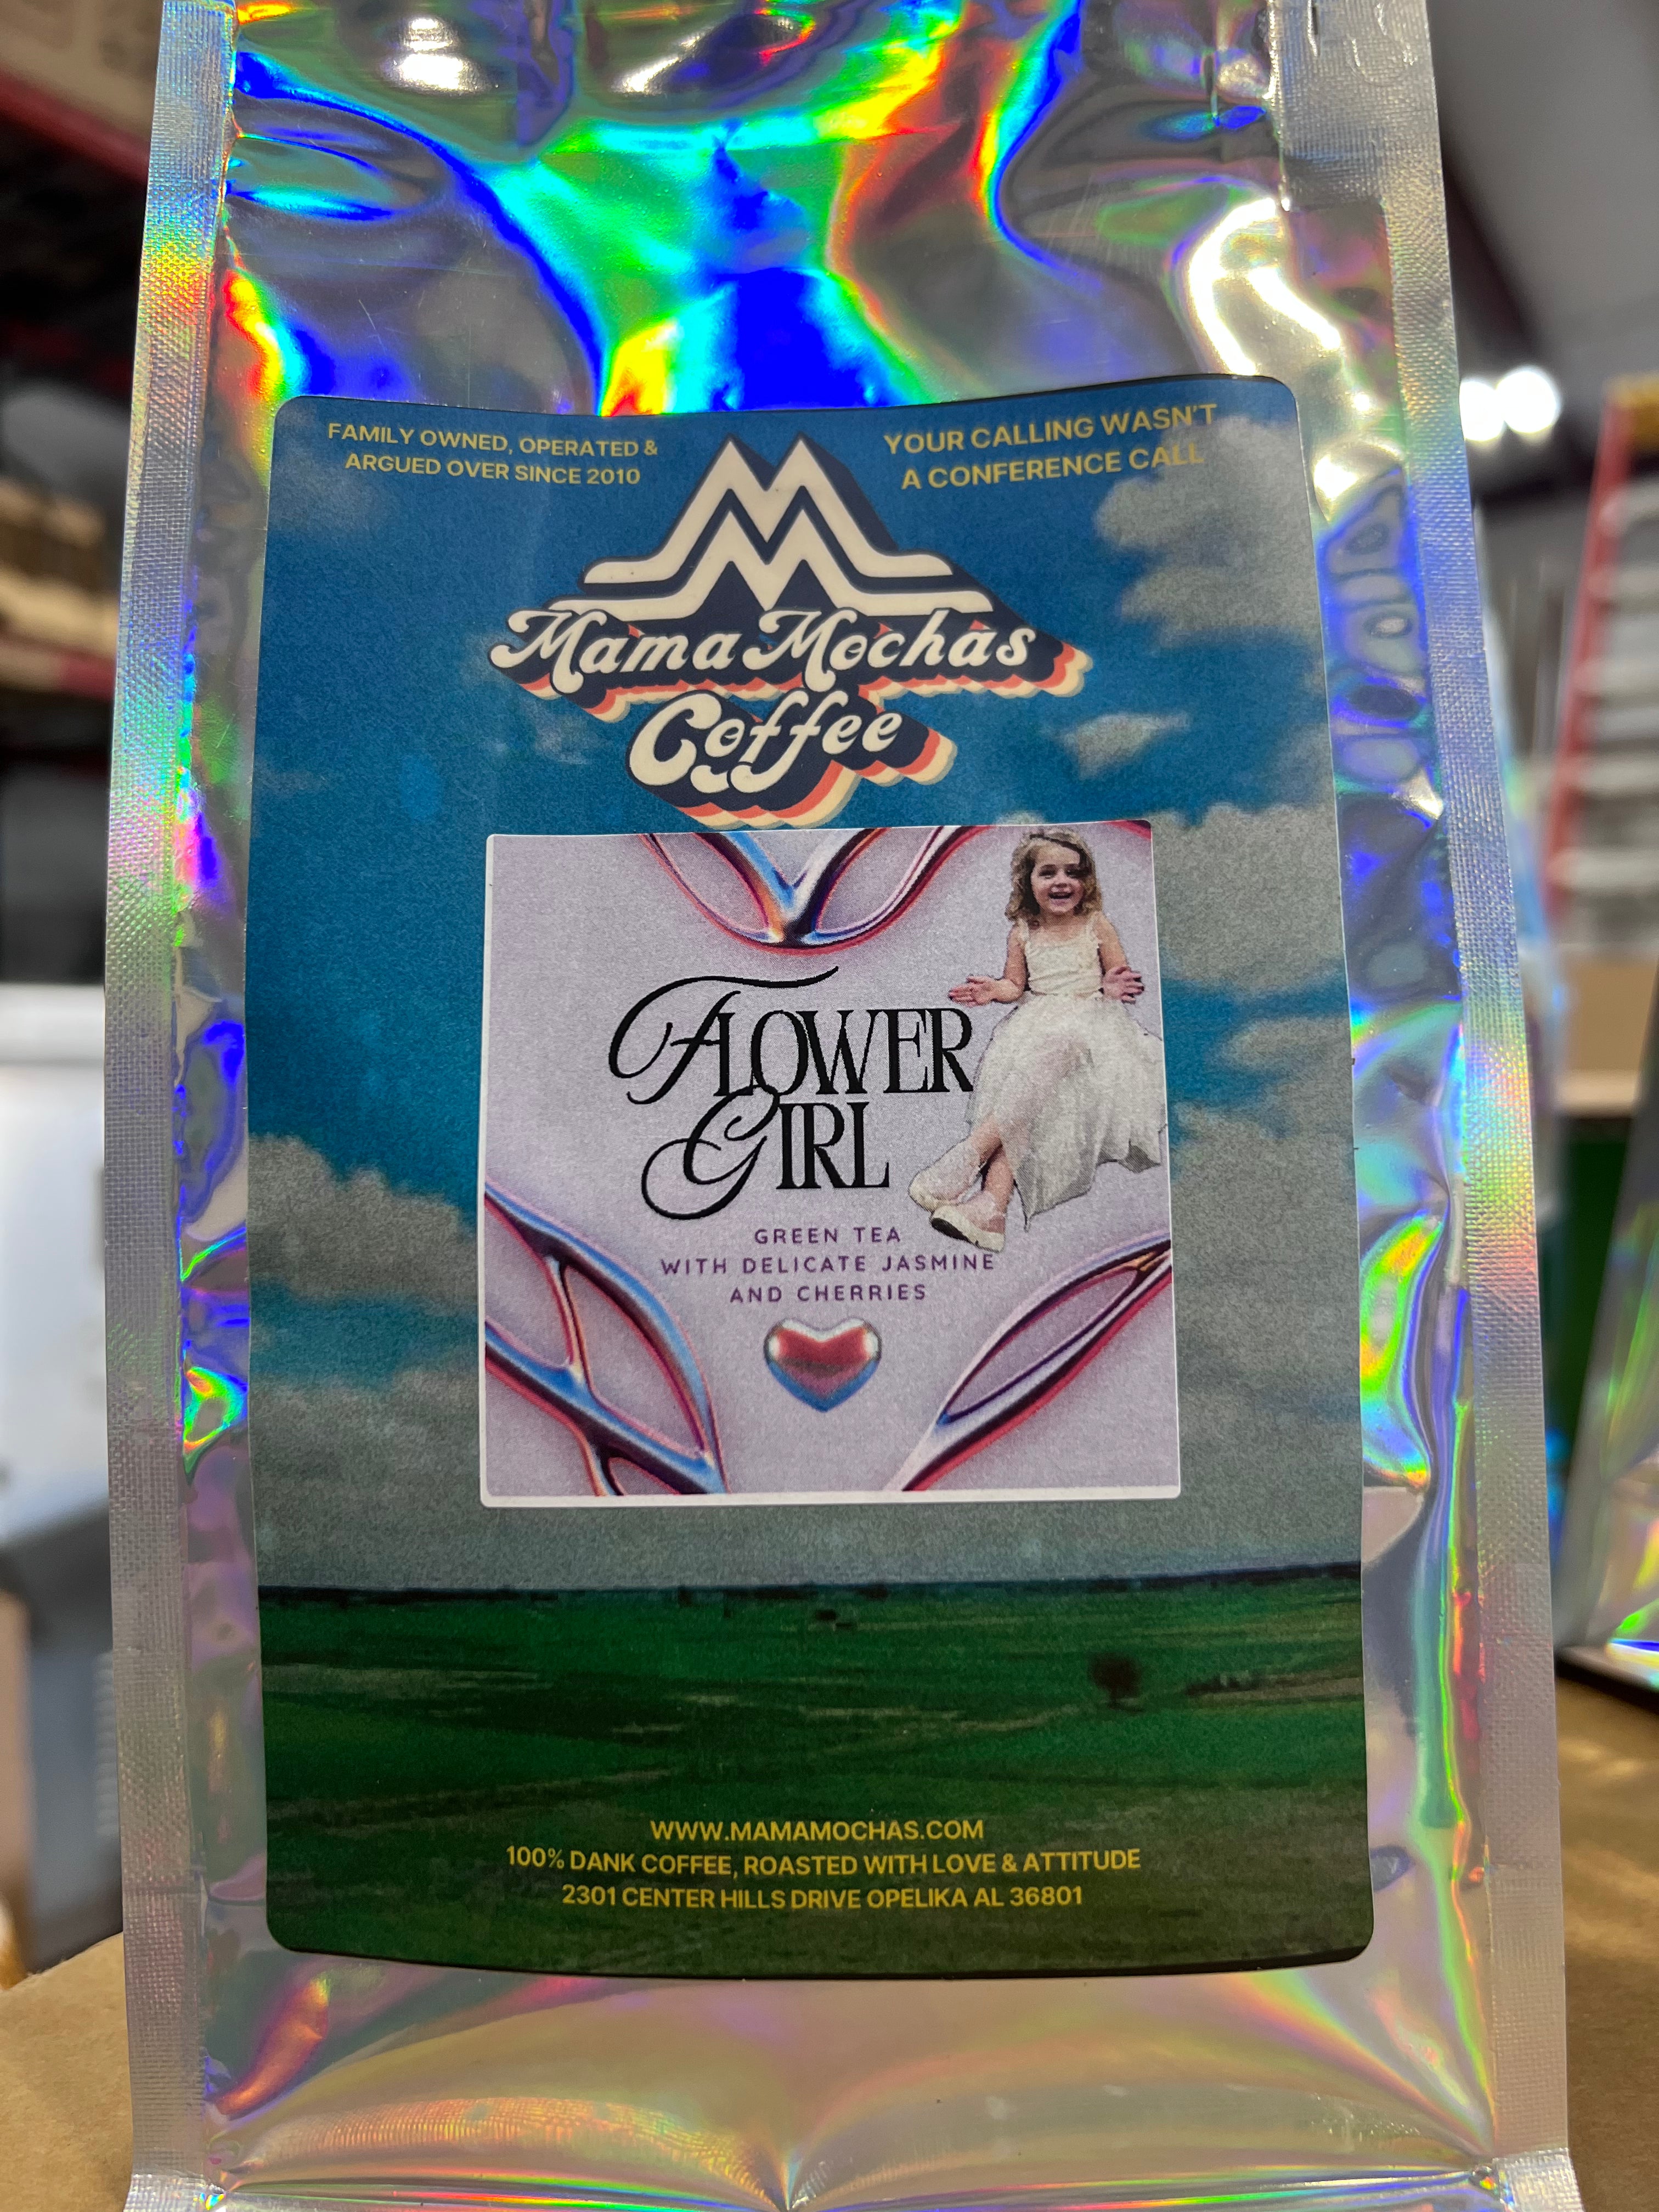 FAMILY OWNED, OPERATED &
ARGUED OVER SINCE 2010
YOUR CALLING WASN'T
A CONFERENCE CALL
Mama Mochas
Coffee
FLOWER
GIRL
GREEN TEA
WITH DELICATE JASMINE
AND CHERRIES
WWW.MAMAMOCHAS.COM
100% DANK COFFEE, ROASTED WITH LOVE & ATTITUDE
2301 CENTER HILLS DRIVE OPELIKA AL 36801